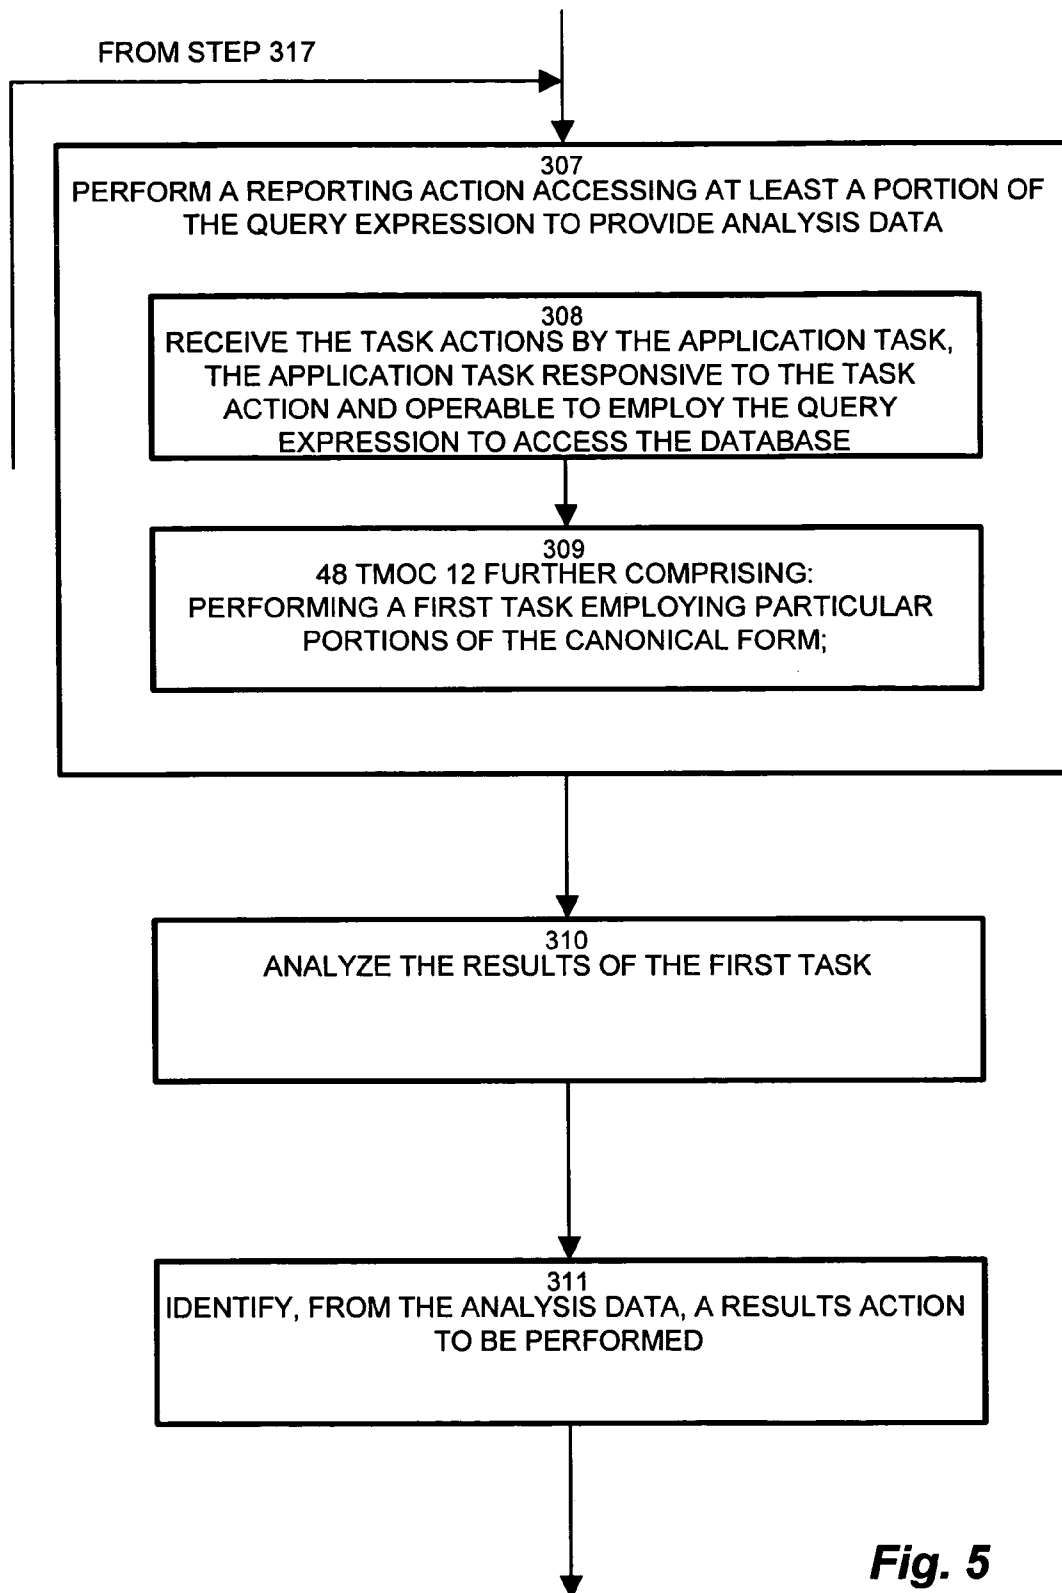 FROM STEP 317
307
PERFORM A REPORTING ACTION ACCESSING AT LEAST A PORTION OF
THE QUERY EXPRESSION TO PROVIDE ANALYSIS DATA
308
RECEIVE THE TASK ACTIONS BY THE APPLICATION TASK,
THE APPLICATION TASK RESPONSIVE TO THE TASK
ACTION AND OPERABLE TO EMPLOY THE QUERY
EXPRESSION TO ACCESS THE DATABASE
309
48 TMOC 12 FURTHER COMPRISING:
PERFORMING A FIRST TASK EMPLOYING PARTICULAR
PORTIONS OF THE CANONICAL FORM;
310
ANALYZE THE RESULTS OF THE FIRST TASK
311
IDENTIFY, FROM THE ANALYSIS DATA, A RESULTS ACTION
TO BE PERFORMED
Fig. 5